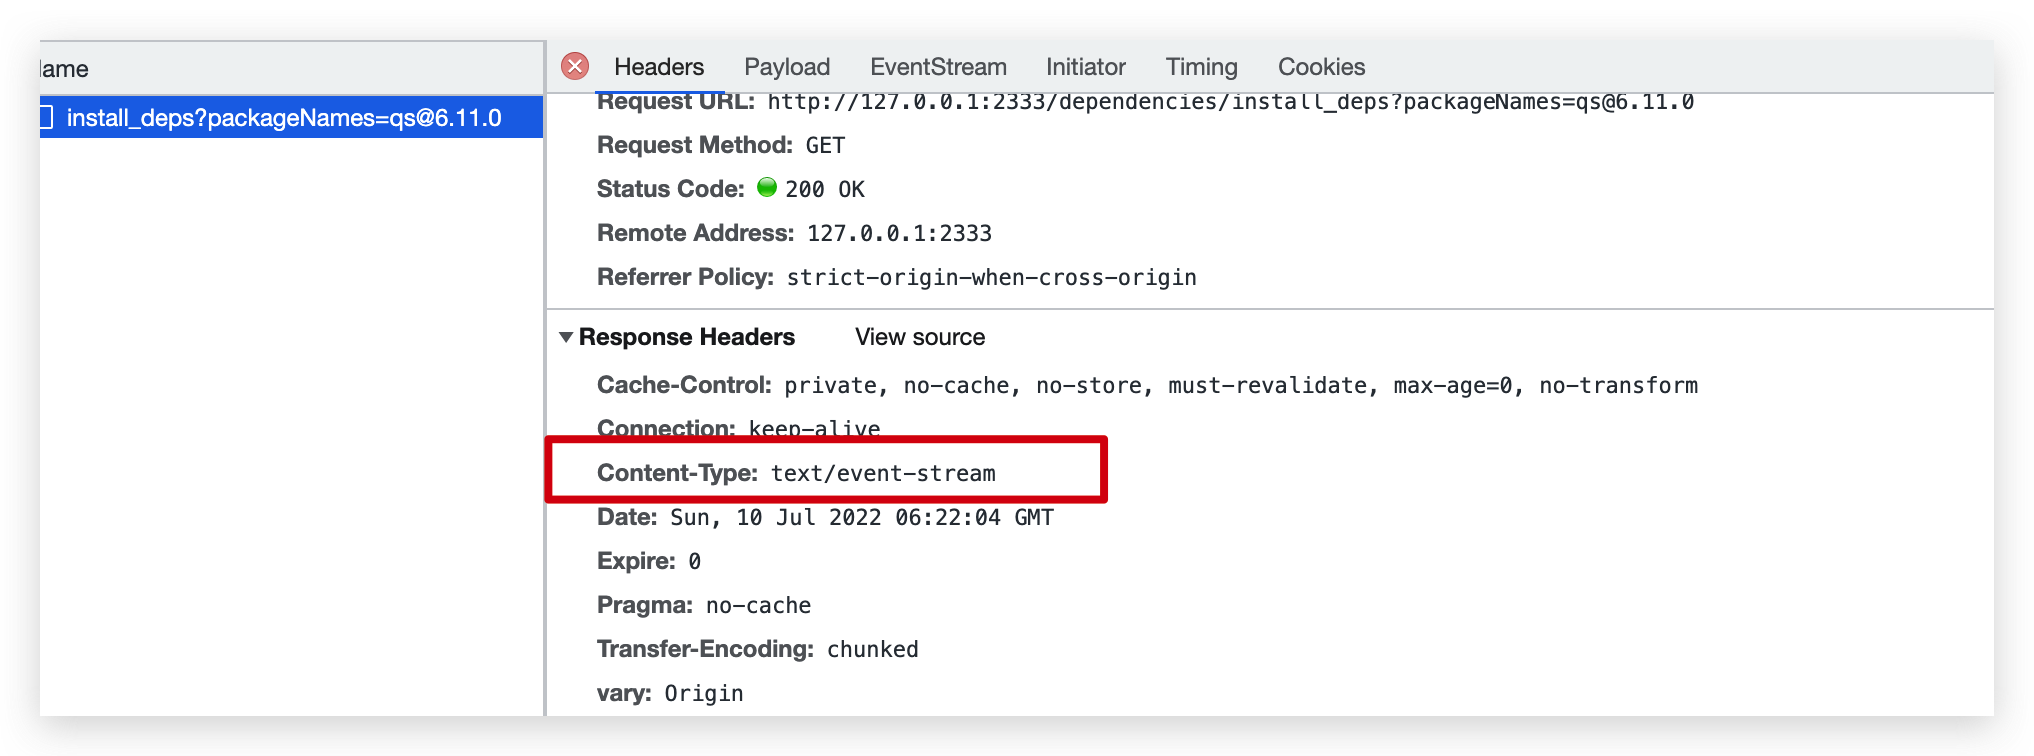 lame
install_deps?packageNames=qs@6.11.0
Headers Payload EventStream Initiator Timing Cookies
Request URL: http://127.0.0.1:2333/dependencies/install_deps?packageNames=qs@6.11.0
Request Method: GET
Status Code: 200 OK
Remote Address: 127.0.0.1:2333
Referrer Policy: strict-origin-when-cross-origin
Response Headers View source
Cache-Control: private, no-cache, no-store, must-revalidate, max-age=0, no-transform
Connection: keep-alive
Content-Type: text/event-stream
Date: Sun, 10 Jul 2022 06:22:04 GMT
Expire: 0
Pragma: no-cache
Transfer-Encoding: chunked
vary: Origin